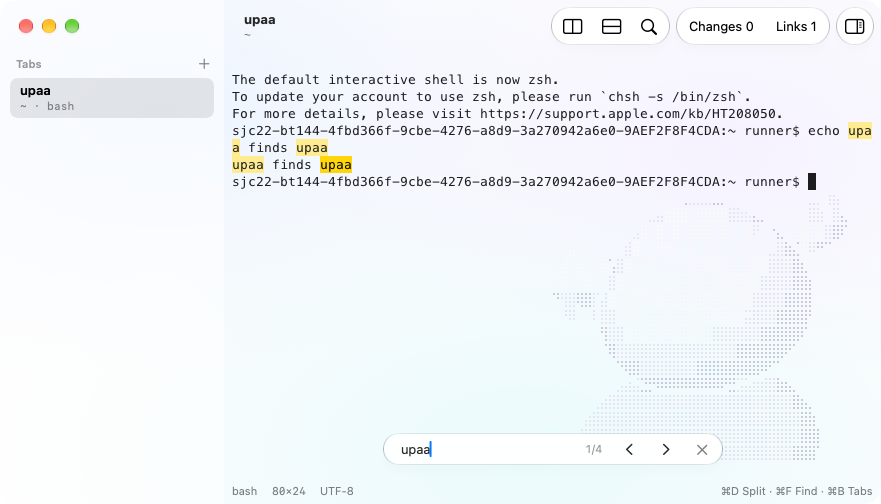 upaa
~
Changes 0
Links 1
Tabs
upaa
~ · bash
The default interactive shell is now zsh.
To update your account to use zsh, please run `chsh -s /bin/zsh`.
For more details, please visit https://support.apple.com/kb/HT208050.
sjc22-bt144-4fbd366f-9cbe-4276-a8d9-3a270942a6e0-9AEF2F8F4CDA:~ runner$ echo upa
a finds upaa
upaa finds upaa
sjc22-bt144-4fbd366f-9cbe-4276-a8d9-3a270942a6e0-9AEF2F8F4CDA:~ runner$
upaa
1/4
bash 80×24 UTF-8
⌘D Split · ⌘F Find · ⌘B Tabs